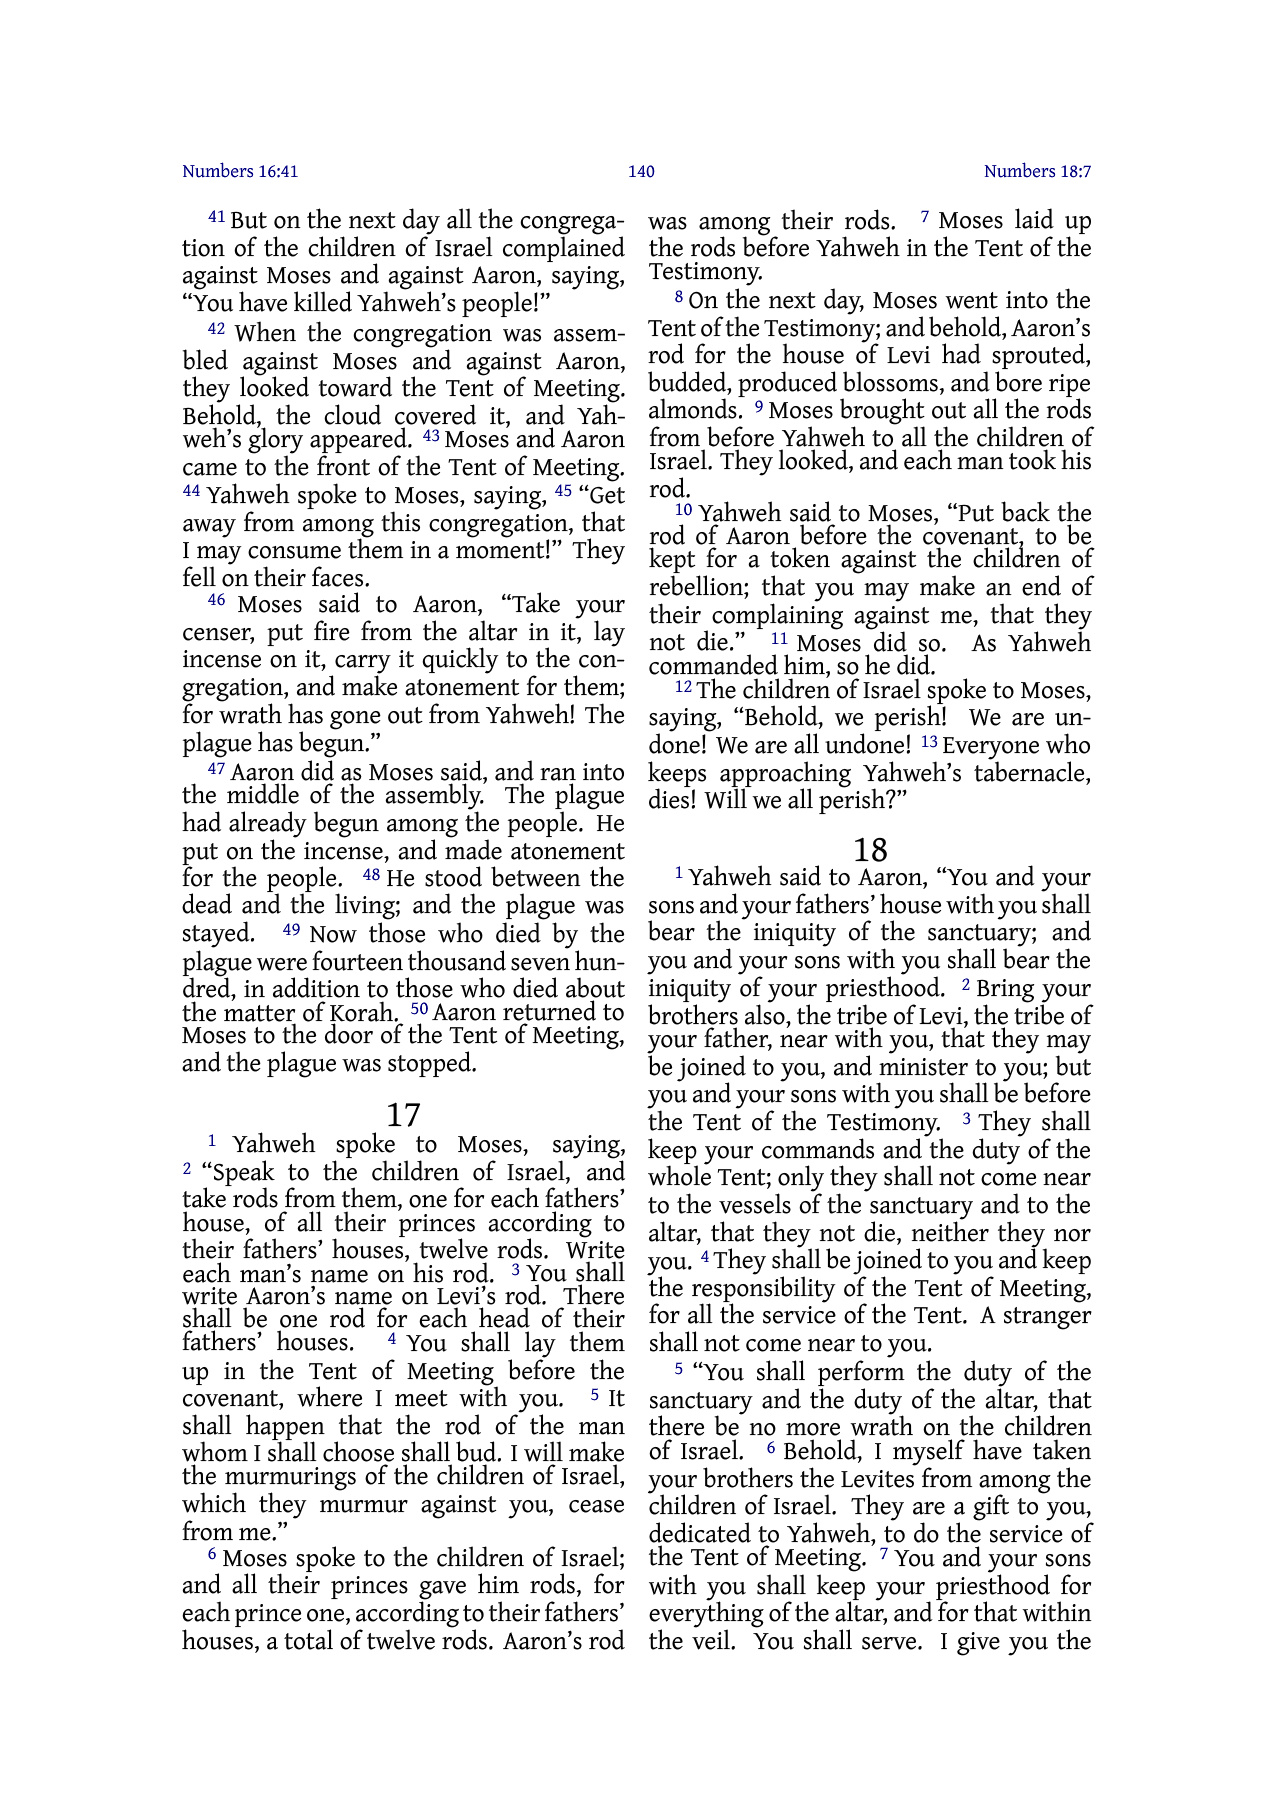 Numbers 16:41
140
Numbers 18:7
41 But on the next day all the congrega-
tion of the children of Israel complained
against Moses and against Aaron, saying,
“You have killed Yahweh’s people!”
42 When the congregation was assem-
bled against Moses and against Aaron,
they looked toward the Tent of Meeting.
Behold, the cloud covered it, and Yah-
weh’s glory appeared. 43 Moses and Aaron
came to the front of the Tent of Meeting.
44 Yahweh spoke to Moses, saying, 45 “Get
away from among this congregation, that
I may consume them in a moment!” They
fell on their faces.
46 Moses said to Aaron, “Take your
censer, put fire from the altar in it, lay
incense on it, carry it quickly to the con-
gregation, and make atonement for them;
for wrath has gone out from Yahweh! The
plague has begun.”
47 Aaron did as Moses said, and ran into
the middle of the assembly. The plague
had already begun among the people. He
put on the incense, and made atonement
for the people. 48 He stood between the
dead and the living; and the plague was
stayed. 49 Now those who died by the
plague were fourteen thousand seven hun-
dred, in addition to those who died about
the matter of Korah. 50 Aaron returned to
Moses to the door of the Tent of Meeting,
and the plague was stopped.
17
1 Yahweh spoke to Moses, saying,
2 “Speak to the children of Israel, and
take rods from them, one for each fathers’
house, of all their princes according to
their fathers’ houses, twelve rods. Write
each man’s name on his rod. 3 You shall
write Aaron’s name on Levi’s rod. There
shall be one rod for each head of their
fathers’ houses. 4 You shall lay them
up in the Tent of Meeting before the
covenant, where I meet with you. 5 It
shall happen that the rod of the man
whom I shall choose shall bud. I will make
the murmurings of the children of Israel,
which they murmur against you, cease
from me.”
6 Moses spoke to the children of Israel;
and all their princes gave him rods, for
each prince one, according to their fathers’
houses, a total of twelve rods. Aaron’s rod
was among their rods. 7 Moses laid up
the rods before Yahweh in the Tent of the
Testimony.
8 On the next day, Moses went into the
Tent of the Testimony; and behold, Aaron’s
rod for the house of Levi had sprouted,
budded, produced blossoms, and bore ripe
almonds. 9 Moses brought out all the rods
from before Yahweh to all the children of
Israel. They looked, and each man took his
rod.
10 Yahweh said to Moses, “Put back the
rod of Aaron before the covenant, to be
kept for a token against the children of
rebellion; that you may make an end of
their complaining against me, that they
not die.” 11 Moses did so. As Yahweh
commanded him, so he did.
12 The children of Israel spoke to Moses,
saying, “Behold, we perish! We are un-
done! We are all undone! 13 Everyone who
keeps approaching Yahweh’s tabernacle,
dies! Will we all perish?”
18
1 Yahweh said to Aaron, “You and your
sons and your fathers’ house with you shall
bear the iniquity of the sanctuary; and
you and your sons with you shall bear the
iniquity of your priesthood. 2 Bring your
brothers also, the tribe of Levi, the tribe of
your father, near with you, that they may
be joined to you, and minister to you; but
you and your sons with you shall be before
the Tent of the Testimony. 3 They shall
keep your commands and the duty of the
whole Tent; only they shall not come near
to the vessels of the sanctuary and to the
altar, that they not die, neither they nor
you. 4 They shall be joined to you and keep
the responsibility of the Tent of Meeting,
for all the service of the Tent. A stranger
shall not come near to you.
5 “You shall perform the duty of the
sanctuary and the duty of the altar, that
there be no more wrath on the children
of Israel. 6 Behold, I myself have taken
your brothers the Levites from among the
children of Israel. They are a gift to you,
dedicated to Yahweh, to do the service of
the Tent of Meeting. 7 You and your sons
with you shall keep your priesthood for
everything of the altar, and for that within
the veil. You shall serve. I give you the